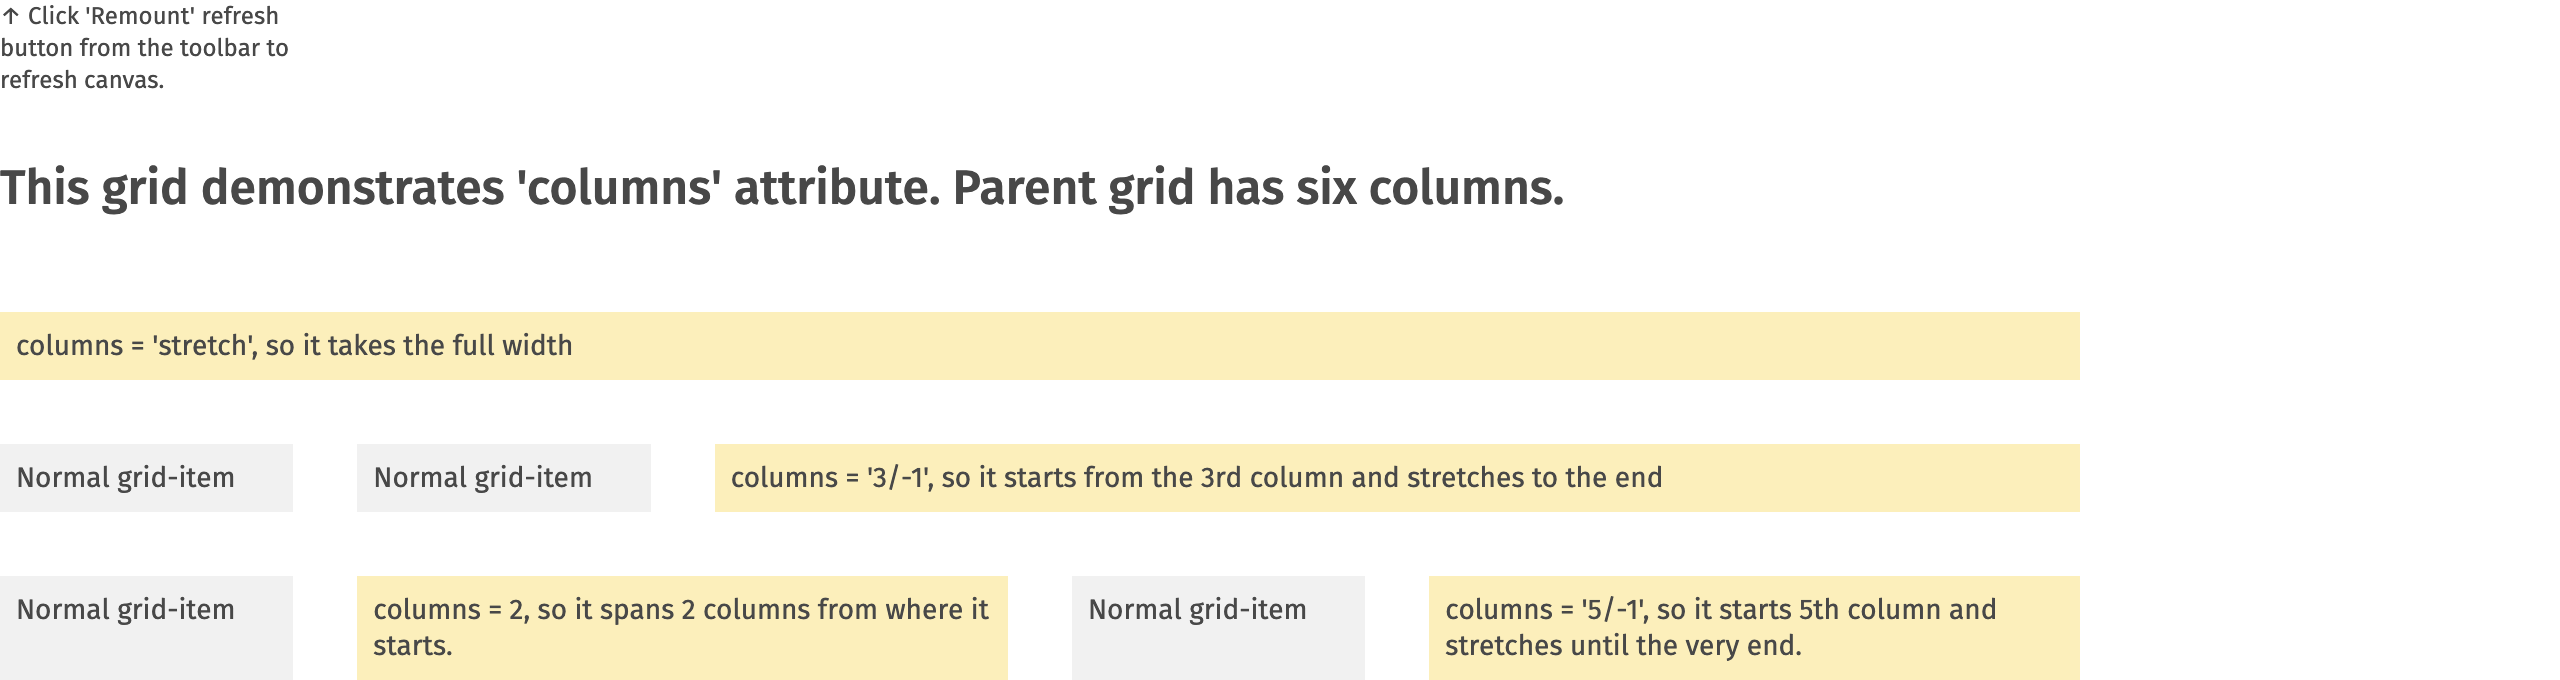 ↑ Click 'Remount' refresh
button from the toolbar to
refresh canvas.
This grid demonstrates 'columns' attribute. Parent grid has six columns.
columns = 'stretch', so it takes the full width
Normal grid-item
Normal grid-item
columns = '3/-1', so it starts from the 3rd column and stretches to the end
Normal grid-item
columns = 2, so it spans 2 columns from where it
starts.
Normal grid-item
columns = '5/-1', so it starts 5th column and
stretches until the very end.